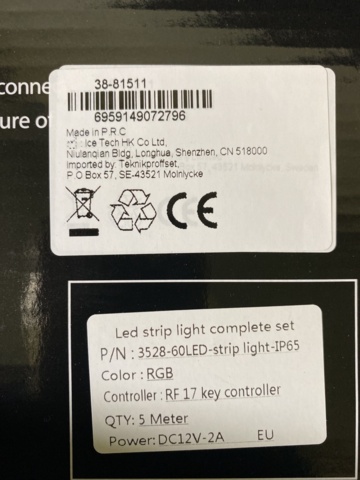 38-81511
6959149072796
Made in P.R.C
Ice Tech HK Co Ltd,
Niulanqian Bldg, Longhua, Shenzhen, CN 518000
Imported by: Teknikproffset,
P.O Box 57, SE-43521 Molnlycke
CE
ure of
Led strip light complete set
P/N : 3528-60LED-strip light-IP65
Color : RGB
Controller : RF 17 key controller
QTY: 5 Meter
Power: DC12V-2A EU